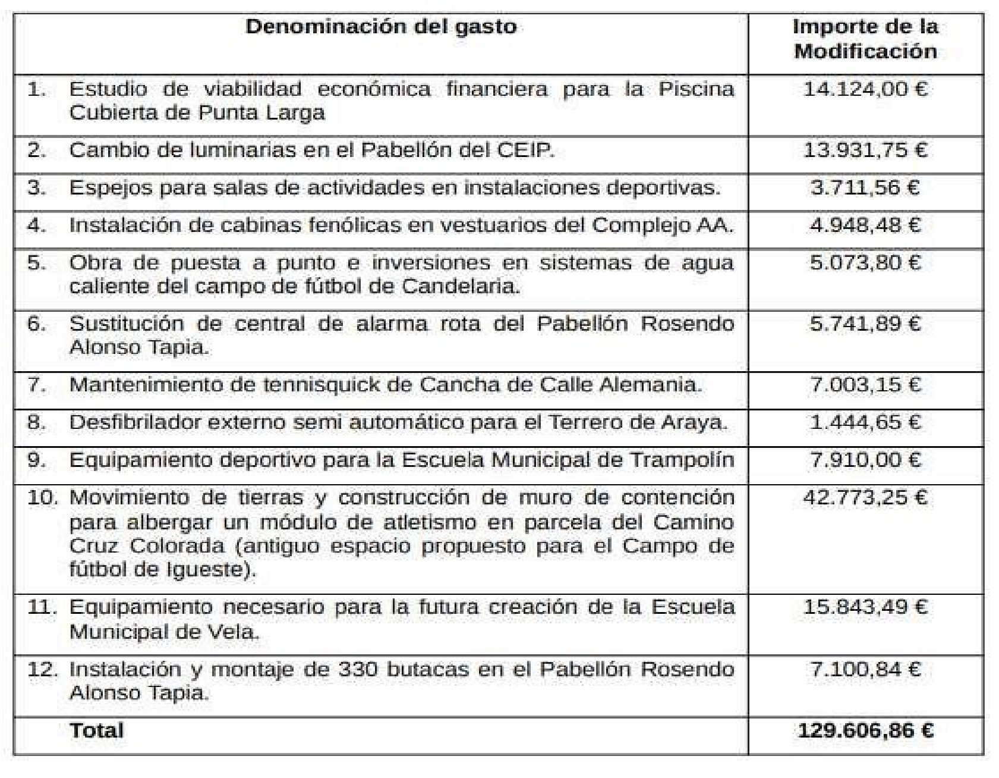 Denominación del gasto
Importe de la
Modificación
1. Estudio de viabilidad económica financiera para la Piscina
Cubierta de Punta Larga
14.124,00 €
2. Cambio de luminarias en el Pabellón del CEIP.
13.931,75 €
3. Espejos para salas de actividades en instalaciones deportivas.
3.711,56 €
4. Instalación de cabinas fenólicas en vestuarios del Complejo AA.
4.948,48 €
5. Obra de puesta a punto e inversiones en sistemas de agua
caliente del campo de fútbol de Candelaria.
5.073,80 €
6. Sustitución de central de alarma rota del Pabellón Rosendo
Alonso Tapia.
5.741,89 €
7. Mantenimiento de tennisquick de Cancha de Calle Alemania.
7.003,15 €
8. Desfibrilador externo semi automático para el Terrero de Araya.
1.444,65 €
9. Equipamiento deportivo para la Escuela Municipal de Trampolín
7.910,00 €
10. Movimiento de tierras y construcción de muro de contención
para albergar un módulo de atletismo en parcela del Camino
Cruz Colorada (antiguo espacio propuesto para el Campo de
fútbol de Igueste).
42.773,25 €
11. Equipamiento necesario para la futura creación de la Escuela
Municipal de Vela.
15.843,49 €
12. Instalación y montaje de 330 butacas en el Pabellón Rosendo
Alonso Tapia.
7.100,84 €
Total
129.606,86 €